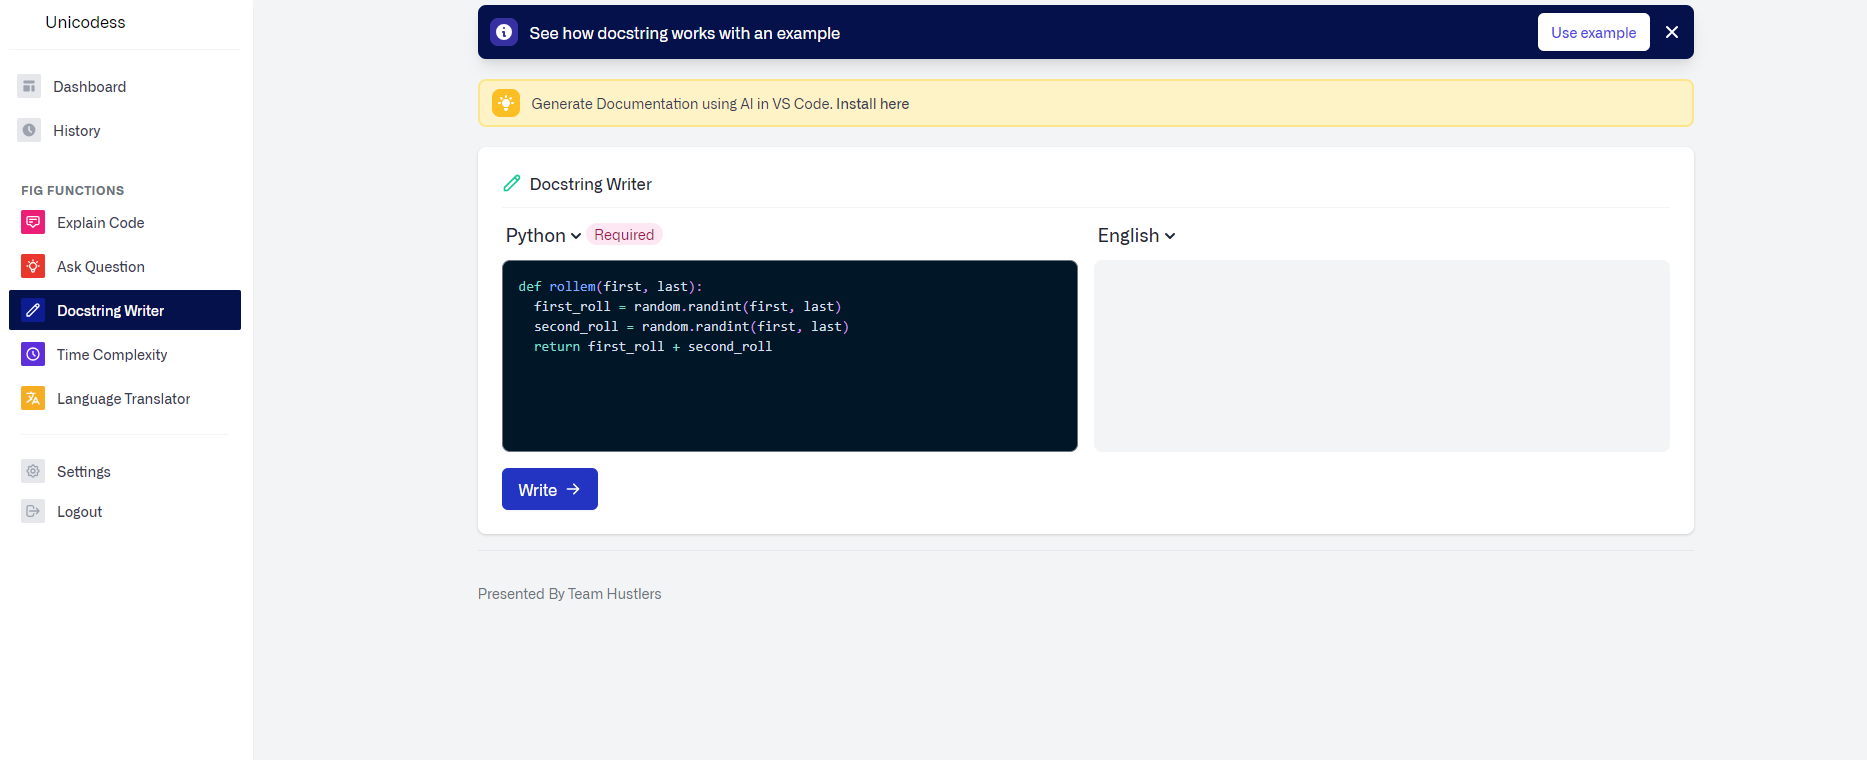 Unicodess
Dashboard
History
FIG FUNCTIONS
Explain Code
Ask Question
Docstring Writer
Time Complexity
Language Translator
Settings
Logout
See how docstring works with an example
Use example
Generate Documentation using AI in VS Code. Install here
Docstring Writer
Python Required
def rollem(first, last):
  first_roll = random.randint(first, last)
  second_roll = random.randint(first, last)
  return first_roll + second_roll
English
Write
Presented By Team Hustlers